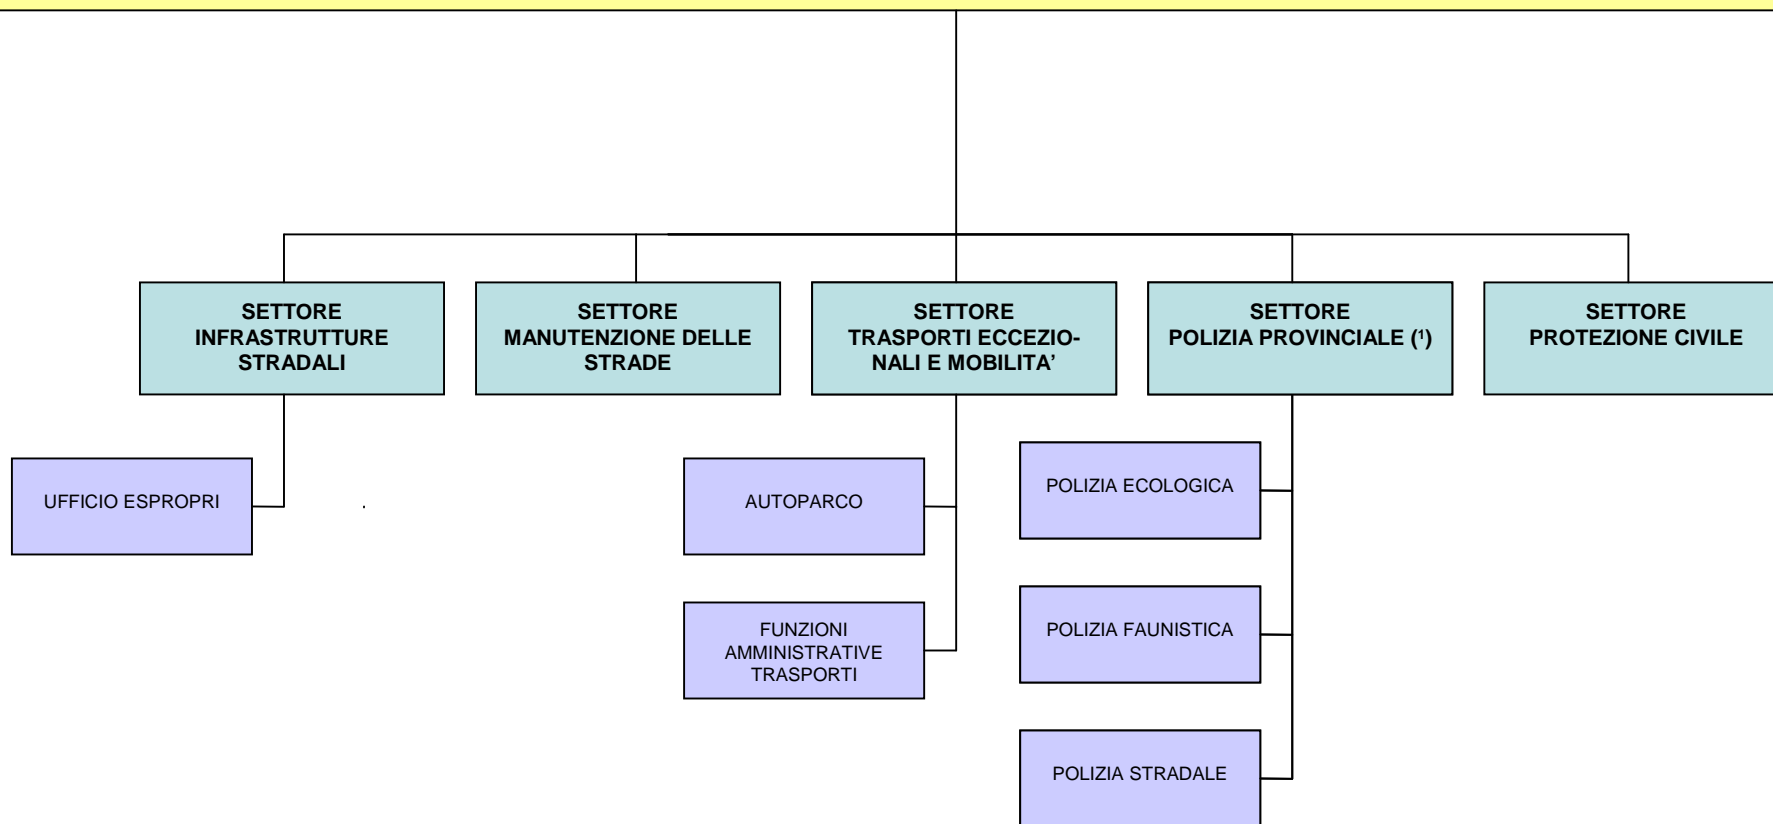 SETTORE
INFRASTRUTTURE
STRADALI
SETTORE
MANUTENZIONE DELLE
STRADE
SETTORE
TRASPORTI ECCEZIO-
NALI E MOBILITA’
SETTORE
POLIZIA PROVINCIALE (¹)
SETTORE
PROTEZIONE CIVILE
UFFICIO ESPROPRI
.
AUTOPARCO
FUNZIONI
AMMINISTRATIVE
TRASPORTI
POLIZIA ECOLOGICA
POLIZIA FAUNISTICA
POLIZIA STRADALE